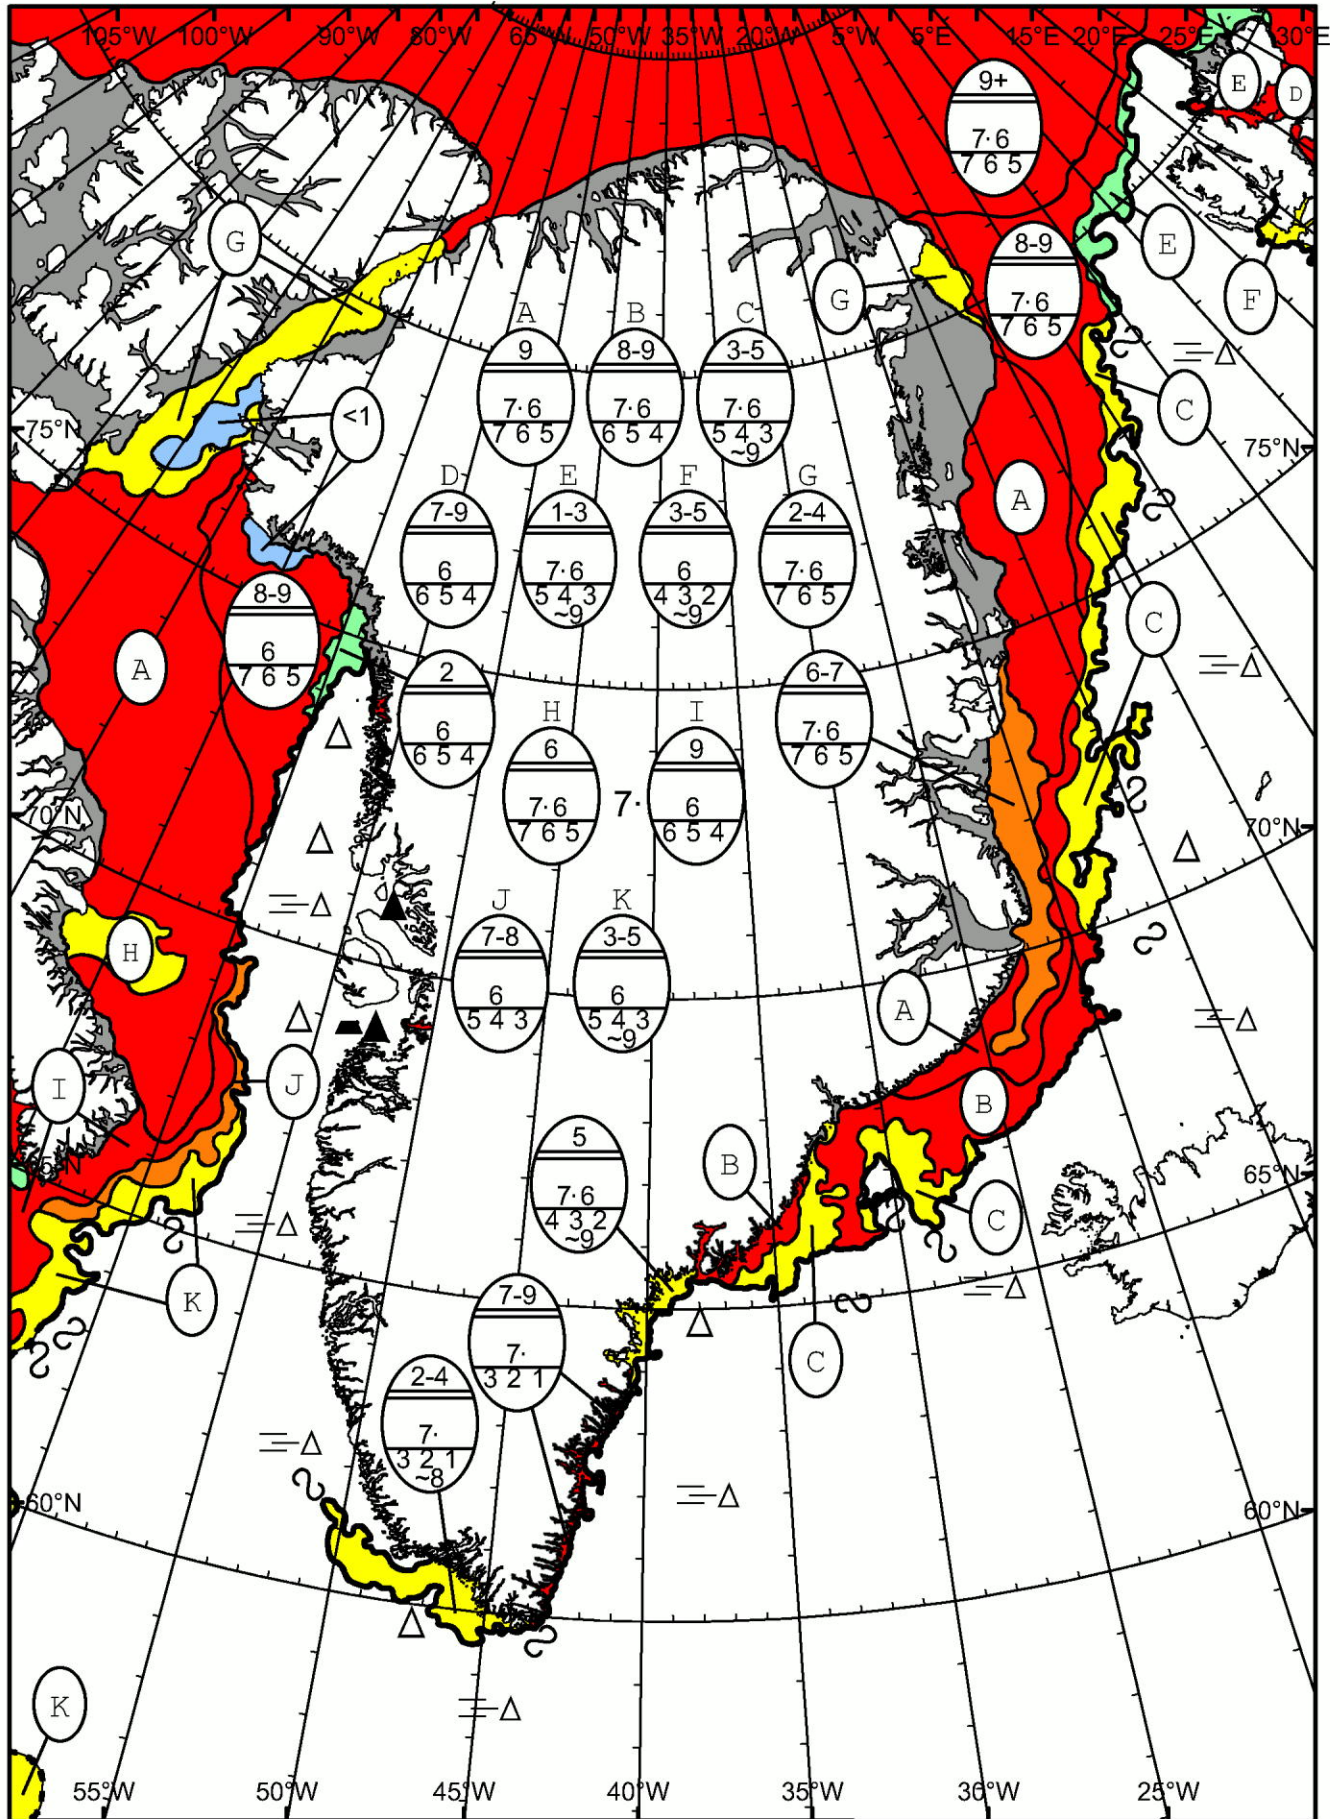 105°W 100°W 90°W 80°W 65°W 50°W 35°W 20°W 5°W 5°E 15°E 20°E 25°E 30°E
9+
7·6
7 6 5
E D
G
E
8-9
7·6
7 6 5
F
G
A B C
9 8-9 3-5
7·6 7·6 7·6
7 6 5 6 5 4 5 4 3
~9
<1
C
75°N 75°N
D E F G
7-9 1-3 3-5 2-4
6 7·6 6 7·6
6 5 4 5 4 3 4 3 2 7 6 5
~9 ~9
A
8-9
6
7 6 5
A
C
2 6-7
6 7·6
6 5 4 7 6 5
H I
6 9
7·6 7· 6
7 6 5 6 5 4
70°N 70°N
H
J K
7-8 3-5
6 6
5 4 3 5 4 3
~9
A
I J
B
5
7·6
4 3 2
~9
B
5°N 65°N
C
K
7-9
7·
3 2 1
C
2-4
7·
3 2 1
~8
60°N 60°N
K
55°W 50°W 45°W 40°W 35°W 30°W 25°W